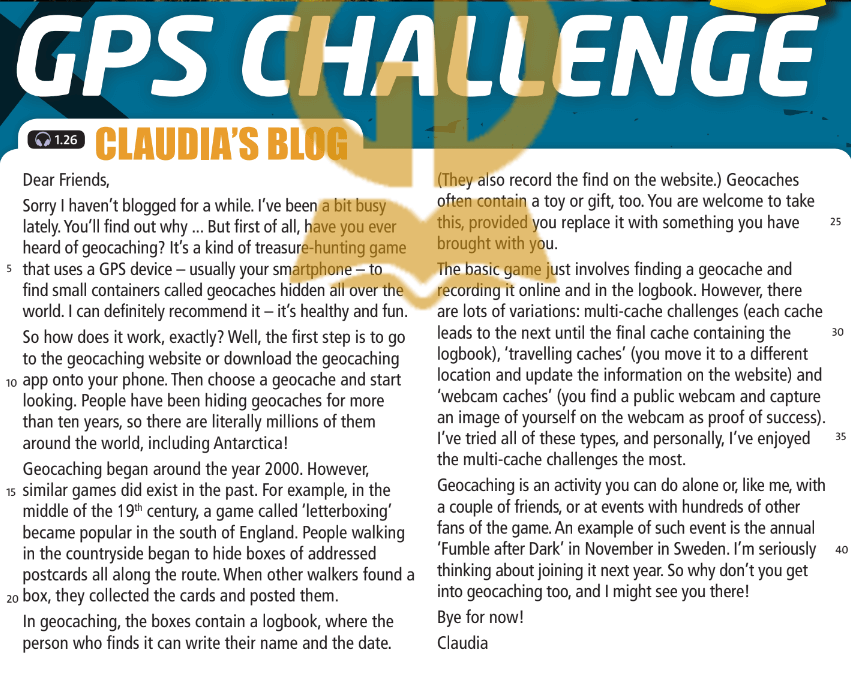 GPS CHALLENGE
1.26 CLAUDIA'S BLOG
Dear Friends,
Sorry I haven't blogged for a while. I've been a bit busy
lately. You'll find out why ... But first of all, have you ever
heard of geocaching? It's a kind of treasure-hunting game
5 that uses a GPS device – usually your smartphone – to
find small containers called geocaches hidden all over the
world. I can definitely recommend it – it's healthy and fun.
So how does it work, exactly? Well, the first step is to go
to the geocaching website or download the geocaching
10 app onto your phone. Then choose a geocache and start
looking. People have been hiding geocaches for more
than ten years, so there are literally millions of them
around the world, including Antarctica!
Geocaching began around the year 2000. However,
15 similar games did exist in the past. For example, in the
middle of the 19th century, a game called 'letterboxing'
became popular in the south of England. People walking
in the countryside began to hide boxes of addressed
postcards all along the route. When other walkers found a
20 box, they collected the cards and posted them.
In geocaching, the boxes contain a logbook, where the
person who finds it can write their name and the date.
(They also record the find on the website.) Geocaches
often contain a toy or gift, too. You are welcome to take
this, provided you replace it with something you have 25
brought with you.
The basic game just involves finding a geocache and
recording it online and in the logbook. However, there
are lots of variations: multi-cache challenges (each cache
leads to the next until the final cache containing the 30
logbook), 'travelling caches' (you move it to a different
location and update the information on the website) and
'webcam caches' (you find a public webcam and capture
an image of yourself on the webcam as proof of success).
I've tried all of these types, and personally, I've enjoyed 35
the multi-cache challenges the most.
Geocaching is an activity you can do alone or, like me, with
a couple of friends, or at events with hundreds of other
fans of the game. An example of such event is the annual
'Fumble after Dark' in November in Sweden. I'm seriously 40
thinking about joining it next year. So why don't you get
into geocaching too, and I might see you there!
Bye for now!
Claudia